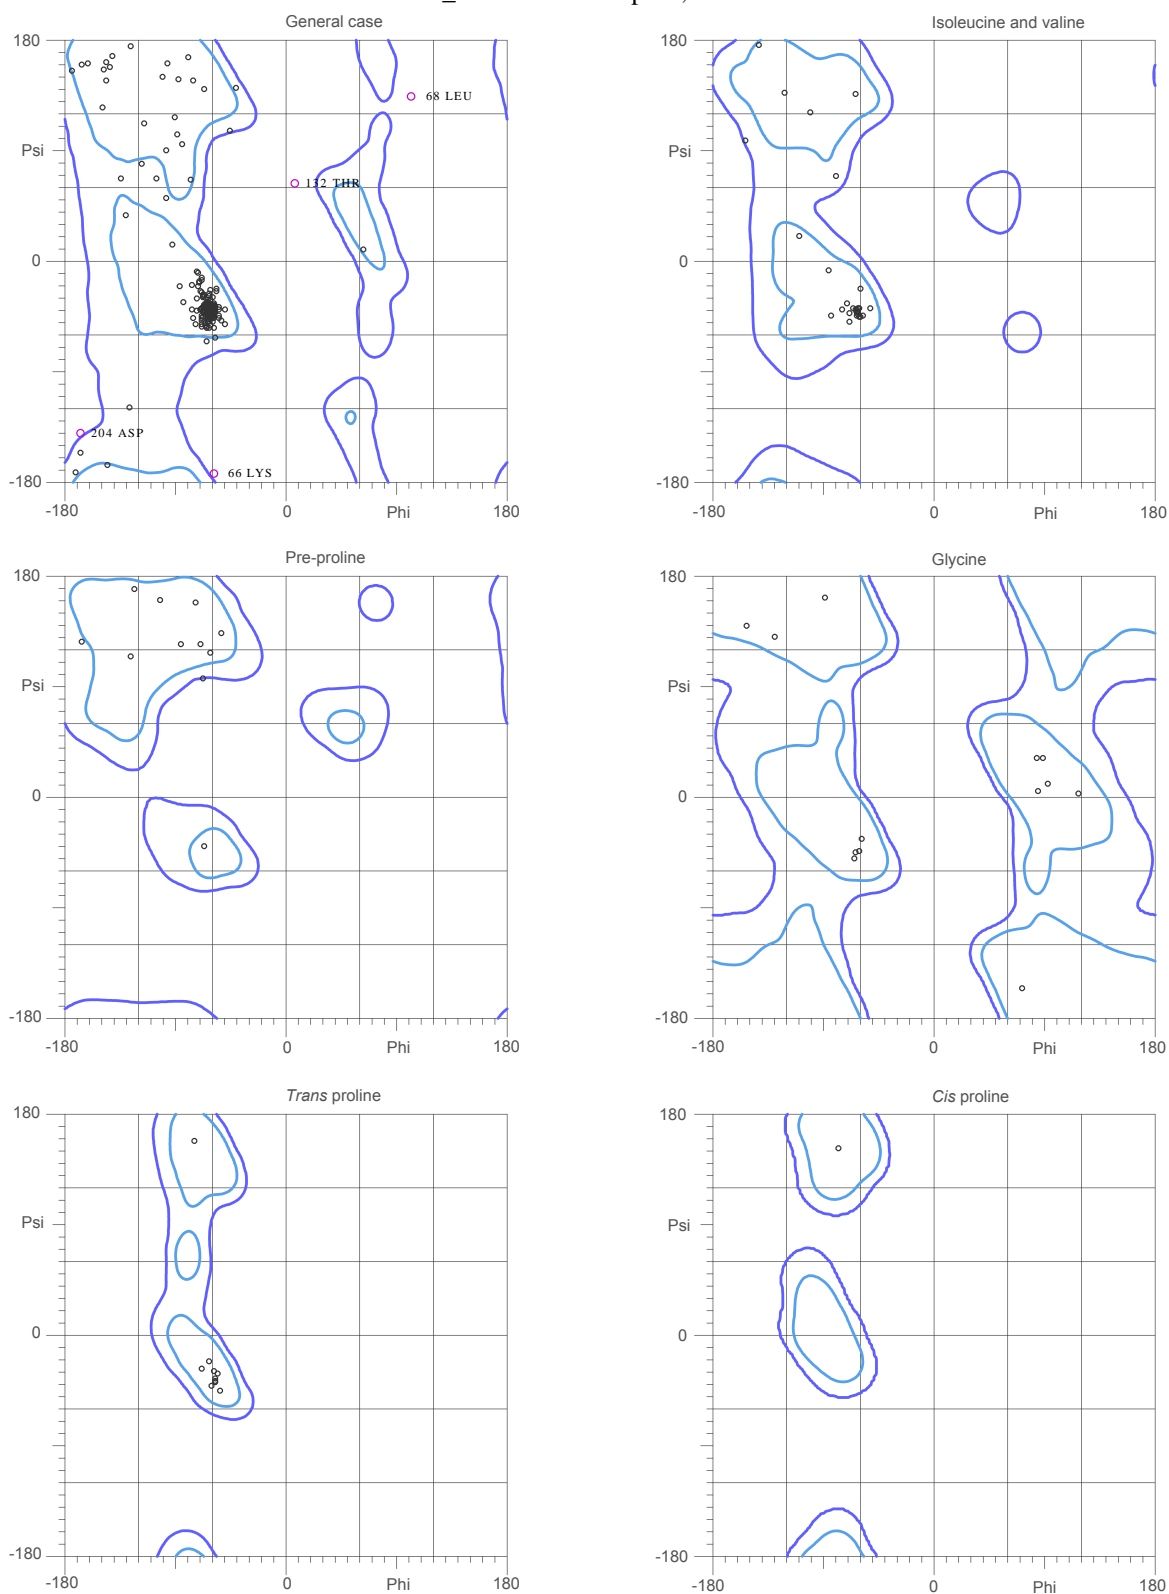 General case
180
Psi
0
-180
-180
0
Phi
180
68 LEU
132 THR
204 ASP
66 LYS
Isoleucine and valine
180
Psi
0
-180
-180
0
Phi
180
Pre-proline
180
Psi
0
-180
-180
0
Phi
180
Glycine
180
Psi
0
-180
-180
0
Phi
180
Trans proline
180
Psi
0
-180
-180
0
Phi
180
Cis proline
180
Psi
0
-180
-180
0
Phi
180